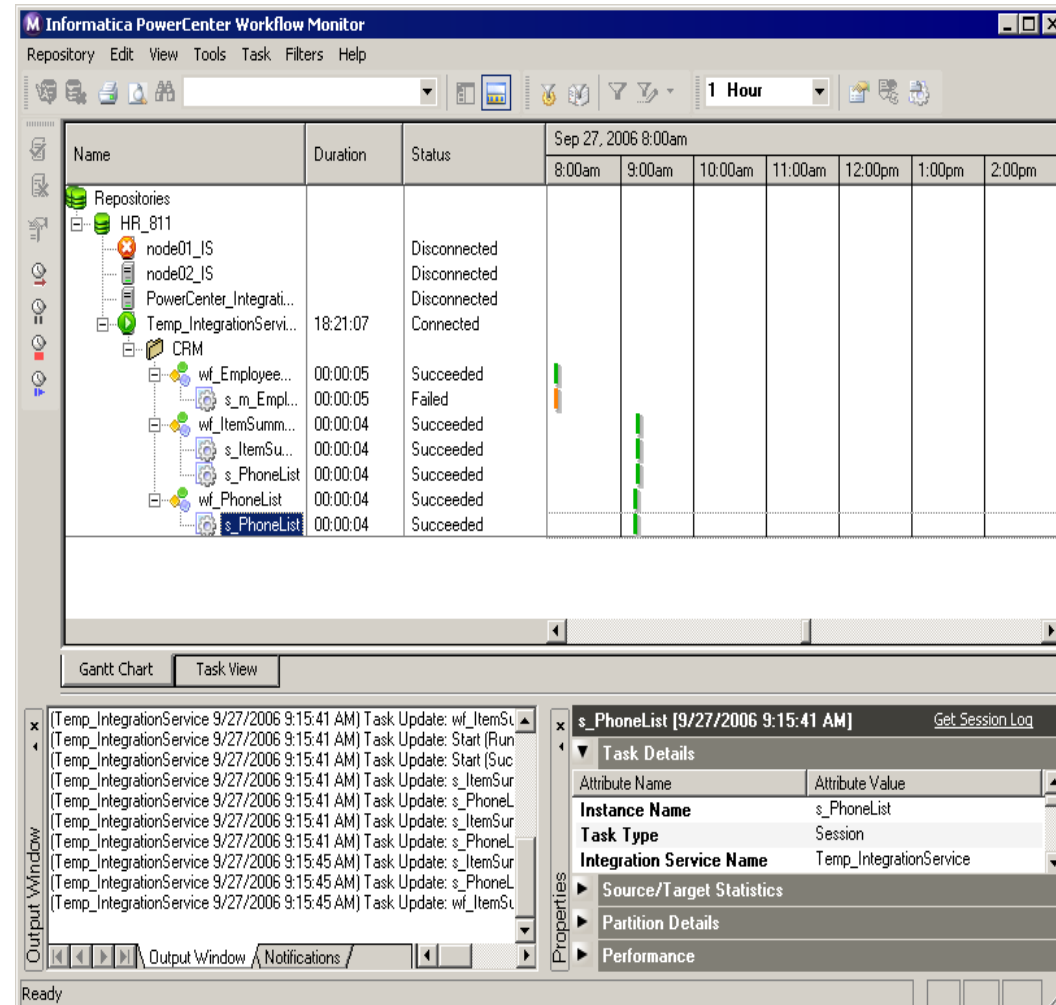 Informatica PowerCenter Workflow Monitor
Repository Edit View Tools Task Filters Help
1 Hour
Name Duration Status Sep 27, 2006 8:00am
8:00am 9:00am 10:00am 11:00am 12:00pm 1:00pm 2:00pm
Repositories
HR_811
node01_IS Disconnected
node02_IS Disconnected
PowerCenter_Integrati... Disconnected
Temp_IntegrationServi... 18:21:07 Connected
CRM
wf_Employee... 00:00:05 Succeeded
s_m_Empl... 00:00:05 Failed
wf_ItemSumm... 00:00:04 Succeeded
s_ItemSu... 00:00:04 Succeeded
s_PhoneList 00:00:04 Succeeded
wf_PhoneList 00:00:04 Succeeded
s_PhoneList 00:00:04 Succeeded
Gantt Chart Task View
(Temp_IntegrationService 9/27/2006 9:15:41 AM) Task Update: wf_ItemSu
(Temp_IntegrationService 9/27/2006 9:15:41 AM) Task Update: Start (Run
(Temp_IntegrationService 9/27/2006 9:15:41 AM) Task Update: Start (Suc
(Temp_IntegrationService 9/27/2006 9:15:41 AM) Task Update: s_ItemSur
(Temp_IntegrationService 9/27/2006 9:15:41 AM) Task Update: s_PhoneL
(Temp_IntegrationService 9/27/2006 9:15:41 AM) Task Update: s_ItemSur
(Temp_IntegrationService 9/27/2006 9:15:41 AM) Task Update: s_PhoneL
(Temp_IntegrationService 9/27/2006 9:15:45 AM) Task Update: s_ItemSur
(Temp_IntegrationService 9/27/2006 9:15:45 AM) Task Update: s_PhoneL
(Temp_IntegrationService 9/27/2006 9:15:45 AM) Task Update: wf_ItemSu
Output Window
Output Window Notifications
s_PhoneList [9/27/2006 9:15:41 AM] Get Session Log
Task Details
Attribute Name Attribute Value
Instance Name s_PhoneList
Task Type Session
Integration Service Name Temp_IntegrationService
Source/Target Statistics
Partition Details
Performance
Properties
Ready